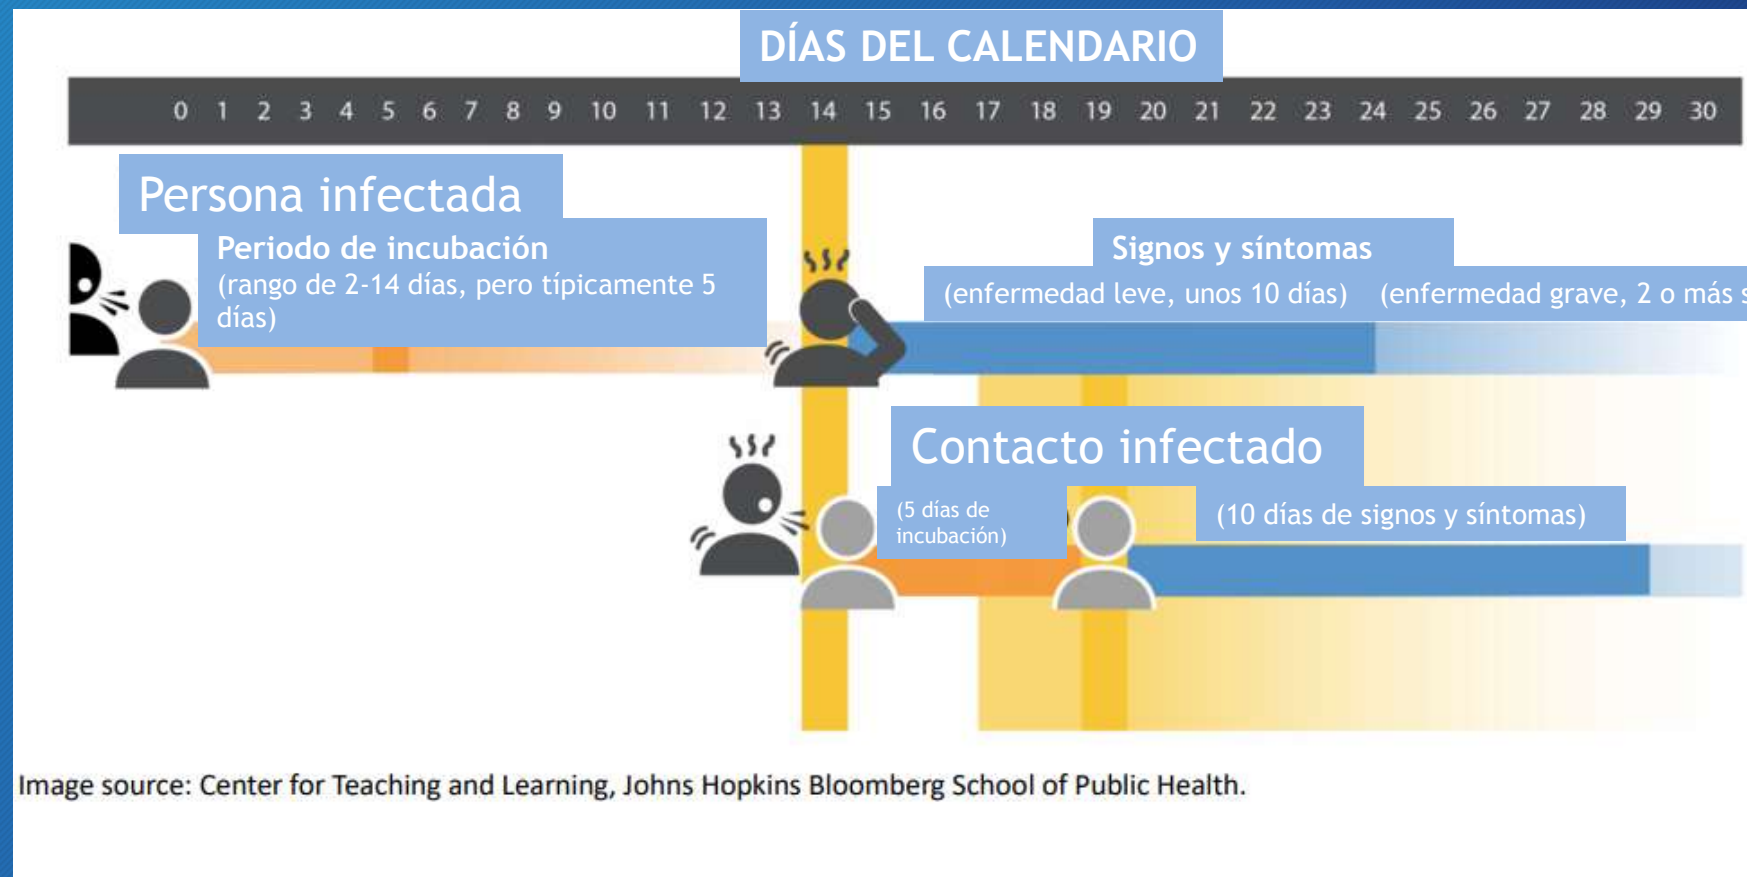 DÍAS DEL CALENDARIO
0 1 2 3 4 5 6 7 8 9 10 11 12 13 14 15 16 17 18 19 20 21 22 23 24 25 26 27 28 29 30
Persona infectada
Periodo de incubación
(rango de 2-14 días, pero típicamente 5
días)
Signos y síntomas
(enfermedad leve, unos 10 días) (enfermedad grave, 2 o más s
Contacto infectado
(5 días de
incubación)
(10 días de signos y síntomas)
Image source: Center for Teaching and Learning, Johns Hopkins Bloomberg School of Public Health.